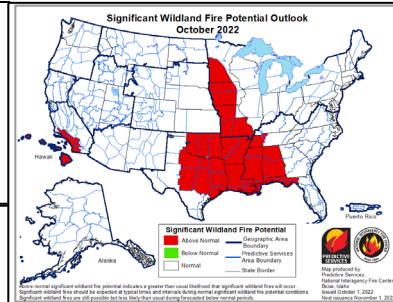 Significant Wildland Fire Potential Outlook
October 2022
Hawaii
Alaska
Puerto Rico
Significant Wildland Fire Potential
Above Normal
Below Normal
Normal
Geographic Area
Boundary
Predictive Services
Area Boundary
State Border
PREDICTIVE
SERVICES
Map produced by
Predictive Services,
National Interagency Fire Center
Boise, Idaho
Issued October 1, 2022
Next issuance November 1, 2022
Above normal significant wildland fire potential indicates a greater than usual likelihood that significant wildland fires will occur.
Significant wildland fires should be expected at typical times and intervals during normal significant wildland fire potential conditions.
Significant wildland fires are still possible but less likely than usual during forecasted below normal periods.